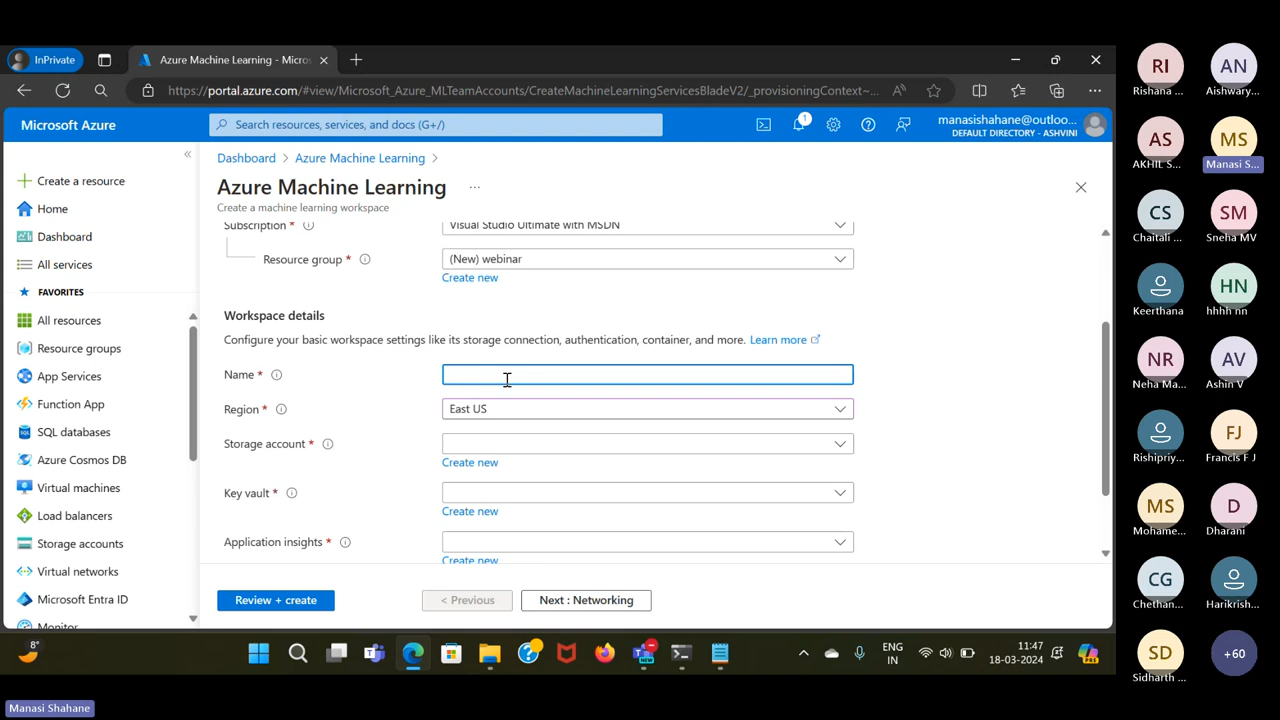 InPrivate
Azure Machine Learning - Micros
https://portal.azure.com/#view/Microsoft_Azure_MLTeamAccounts/CreateMachineLearningServicesBladeV2/_provisioningContext~...
Microsoft Azure
Search resources, services, and docs (G+/)
1
manasishahane@outloo...
DEFAULT DIRECTORY - ASHVINI
Create a resource
Home
Dashboard
All services
FAVORITES
All resources
Resource groups
App Services
Function App
SQL databases
Azure Cosmos DB
Virtual machines
Load balancers
Storage accounts
Virtual networks
Microsoft Entra ID
Monitor
Dashboard > Azure Machine Learning >
Azure Machine Learning ...
Create a machine learning workspace
Subscription * Visual Studio Ultimate with MSDN
Resource group * (New) webinar
Create new
Workspace details
Configure your basic workspace settings like its storage connection, authentication, container, and more. Learn more
Name *
Region * East US
Storage account *
Create new
Key vault *
Create new
Application insights *
Create new
Review + create
< Previous
Next : Networking
8°
NEW
ENG
IN
11:47
18-03-2024
PRE
Manasi Shahane
RI
Rishana ...
AN
Aishwary...
AS
AKHIL S...
MS
Manasi S...
CS
Chaitali ...
SM
Sneha MV
Keerthana
HN
hhhh nn
NR
Neha Ma...
AV
Ashin V
Rishipriy...
FJ
Francis F J
MS
Mohame...
D
Dharani
CG
Chethan...
Harikrish...
SD
Sidharth ...
+60